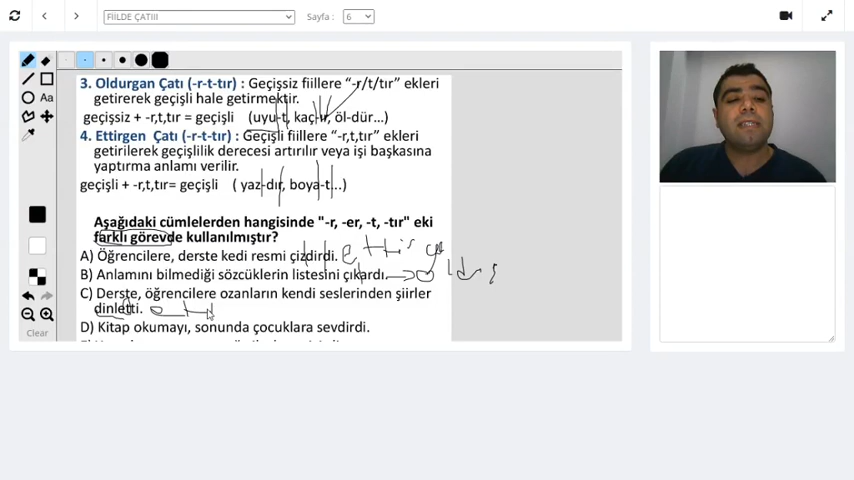 FİİLDE ÇATIII
Sayfa : 6
3. Oldurgan Çatı (-r-t-tır) : Geçişsiz fiillere “-r/t/tır” ekleri
getirerek geçişli hale getirmektir.
geçişsiz + -r,t,tır = geçişli (uyu-t, kaç-ır, öl-dür...)
4. Ettirgen Çatı (-r-t-tır) : Geçişli fiillere “-r,t,tır” ekleri
getirilerek geçişlilik derecesi artırılır veya işi başkasına
yaptırma anlamı verilir.
geçişli + -r,t,tır= geçişli ( yaz-dır, boya-t...)
Aşağıdaki cümlelerden hangisinde "-r, -er, -t, -tır" eki
farklı görevde kullanılmıştır?
A) Öğrencilere, derste kedi resmi çizdirdi.
B) Anlamını bilmediği sözcüklerin listesini çıkardı.
C) Derste, öğrencilere ozanların kendi seslerinden şiirler
dinletti.
D) Kitap okumayı, sonunda çocuklara sevdirdi.
Aa
Clear